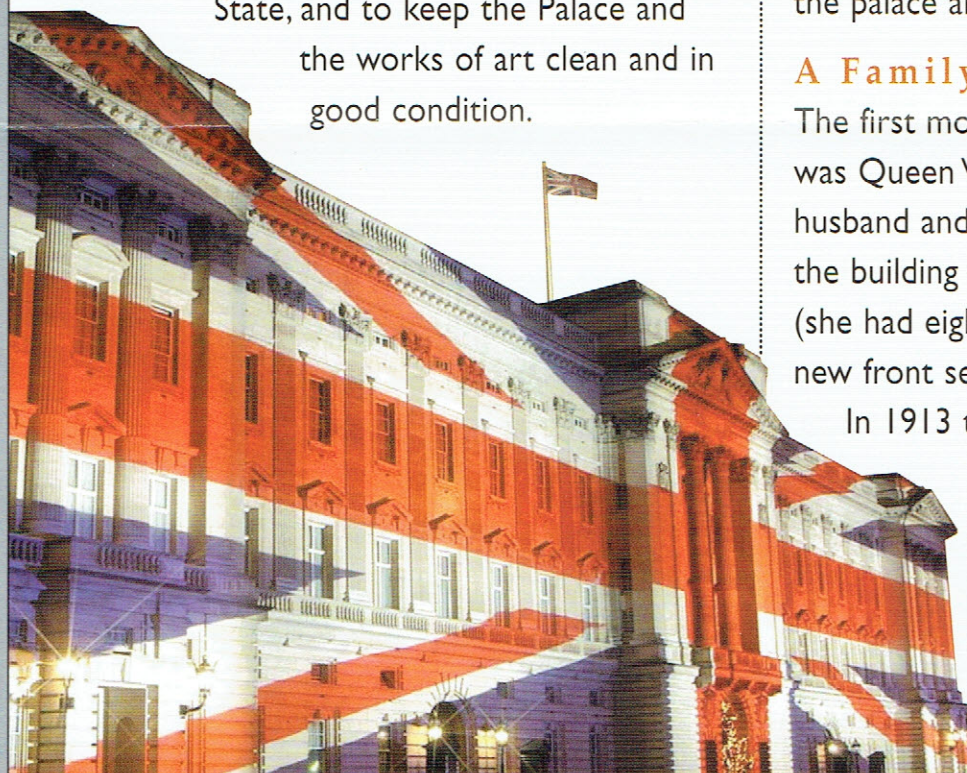 State, and to keep the Palace and
the works of art clean and in
good condition.
the palace
A Family
The first
was Queen
husband and
the building
(she had
new front
In 1913